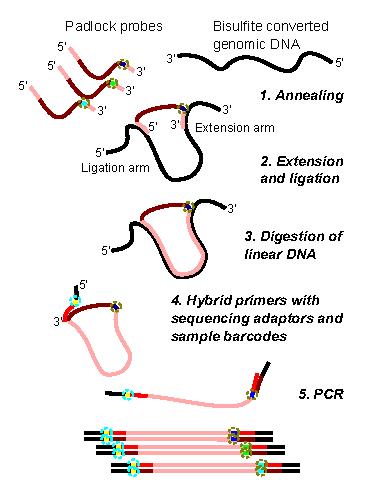 Padlock probes
Bisulfite converted
genomic DNA
5'
3'
5'
5'
3'
5'
3'
5'
3'
1. Annealing
5'
3'
Extension arm
5'
Ligation arm
2. Extension
and ligation
3'
5'
3. Digestion of
linear DNA
5'
3'
4. Hybrid primers with
sequencing adaptors and
sample barcodes
5. PCR